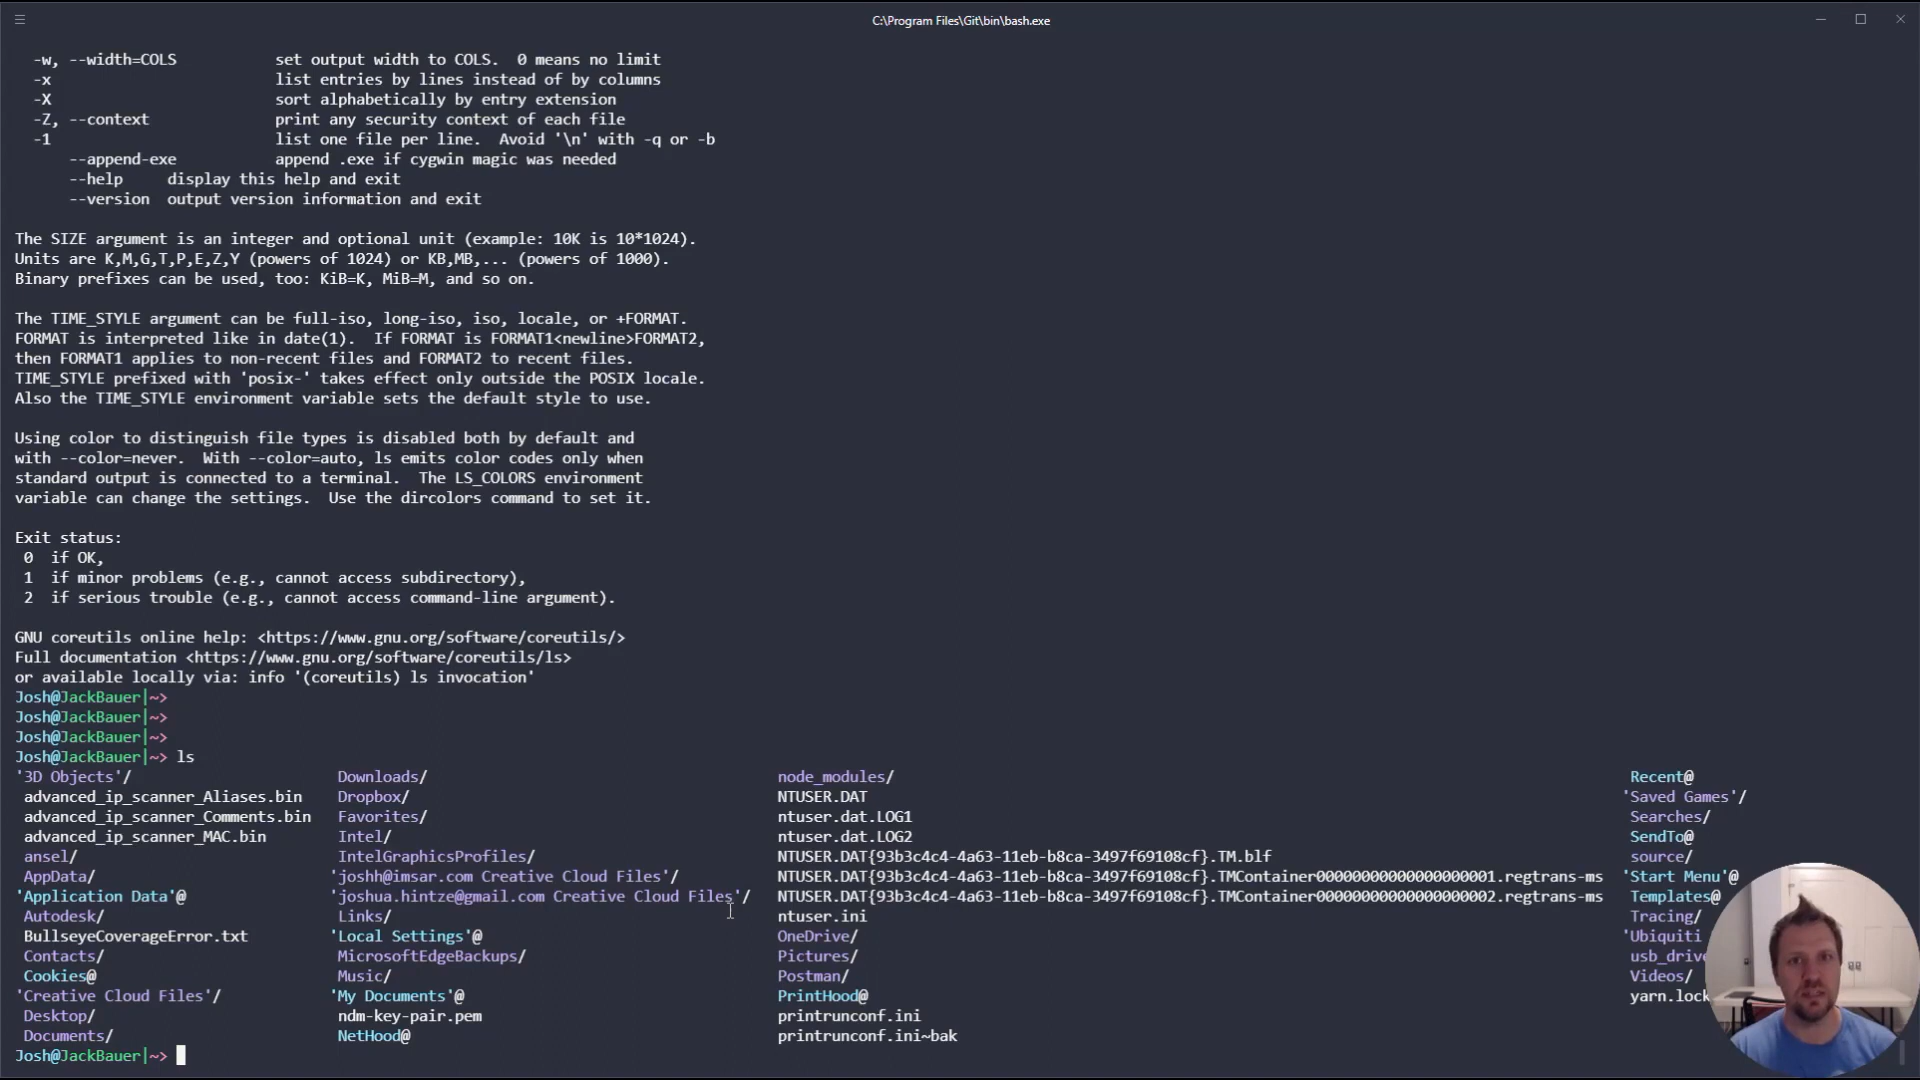 C:\Program Files\Git\bin\bash.exe
-w, --width=COLS set output width to COLS. 0 means no limit
-x list entries by lines instead of by columns
-X sort alphabetically by entry extension
-Z, --context print any security context of each file
-1 list one file per line. Avoid '\n' with -q or -b
--append-exe append .exe if cygwin magic was needed
--help display this help and exit
--version output version information and exit
The SIZE argument is an integer and optional unit (example: 10K is 10*1024).
Units are K,M,G,T,P,E,Z,Y (powers of 1024) or KB,MB,... (powers of 1000).
Binary prefixes can be used, too: KiB=K, MiB=M, and so on.
The TIME_STYLE argument can be full-iso, long-iso, iso, locale, or +FORMAT.
FORMAT is interpreted like in date(1). If FORMAT is FORMAT1<newline>FORMAT2,
then FORMAT1 applies to non-recent files and FORMAT2 to recent files.
TIME_STYLE prefixed with 'posix-' takes effect only outside the POSIX locale.
Also the TIME_STYLE environment variable sets the default style to use.
Using color to distinguish file types is disabled both by default and
with --color=never. With --color=auto, ls emits color codes only when
standard output is connected to a terminal. The LS_COLORS environment
variable can change the settings. Use the dircolors command to set it.
Exit status:
0 if OK,
1 if minor problems (e.g., cannot access subdirectory),
2 if serious trouble (e.g., cannot access command-line argument).
GNU coreutils online help: <https://www.gnu.org/software/coreutils/>
Full documentation <https://www.gnu.org/software/coreutils/ls>
or available locally via: info '(coreutils) ls invocation'
Josh@JackBauer|~>
Josh@JackBauer|~>
Josh@JackBauer|~>
Josh@JackBauer|~> ls
'3D Objects'/ Downloads/ node_modules/ Recent@
advanced_ip_scanner_Aliases.bin Dropbox/ NTUSER.DAT 'Saved Games'/
advanced_ip_scanner_Comments.bin Favorites/ ntuser.dat.LOG1 Searches/
advanced_ip_scanner_MAC.bin Intel/ ntuser.dat.LOG2 SendTo@
ansel/ IntelGraphicsProfiles/ NTUSER.DAT{93b3c4c4-4a63-11eb-b8ca-3497f69108cf}.TM.blf source/
AppData/ 'joshh@imsar.com Creative Cloud Files'/ NTUSER.DAT{93b3c4c4-4a63-11eb-b8ca-3497f69108cf}.TMContainer00000000000000000001.regtrans-ms 'Start Menu'@
'Application Data'@ 'joshua.hintze@gmail.com Creative Cloud Files'/ NTUSER.DAT{93b3c4c4-4a63-11eb-b8ca-3497f69108cf}.TMContainer00000000000000000002.regtrans-ms Templates@
Autodesk/ Links/ ntuser.ini Tracing/
BullseyeCoverageError.txt 'Local Settings'@ OneDrive/ 'Ubiquiti
Contacts/ MicrosoftEdgeBackups/ Pictures/ usb_drive
Cookies@ Music/ Postman/ Videos/
'Creative Cloud Files'/ 'My Documents'@ PrintHood@ yarn.lock
Desktop/ ndm-key-pair.pem printrunconf.ini
Documents/ NetHood@ printrunconf.ini~bak
Josh@JackBauer|~>